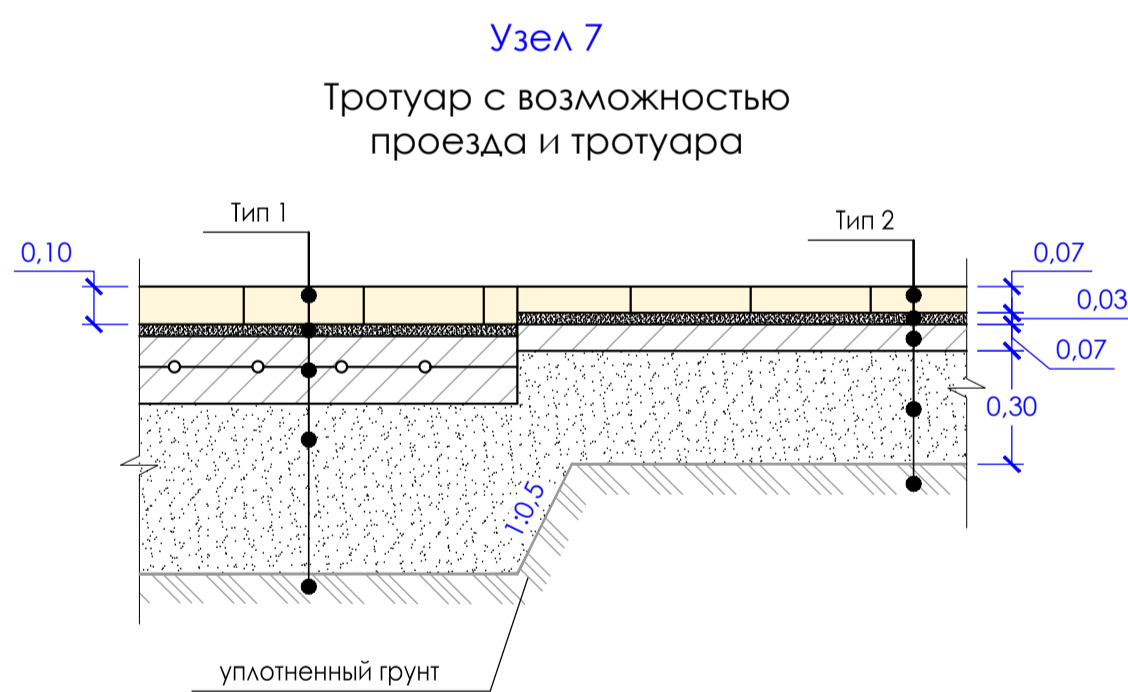 Узел 7
Тротуар с возможностью
проезда и тротуара
Тип 1
Тип 2
0,10
0,07
0,03
0,07
0,30
1:0,5
уплотненный грунт